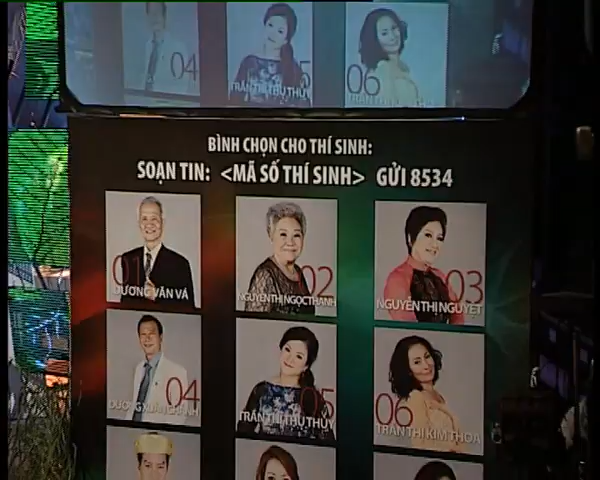 04
05
06
TRẦN THỊ THU THỦY
BÌNH CHỌN CHO THÍ SINH:
SOẠN TIN: <MÃ SỐ THÍ SINH> GỬI 8534
01
02
03
DƯƠNG VĂN VÁ
NGUYỄN THỊ NGỌC THANH
NGUYỄN THỊ NGUYỆT
04
05
06
TRẦN THỊ THU THỦY
TRẦN THỊ KIM THOA